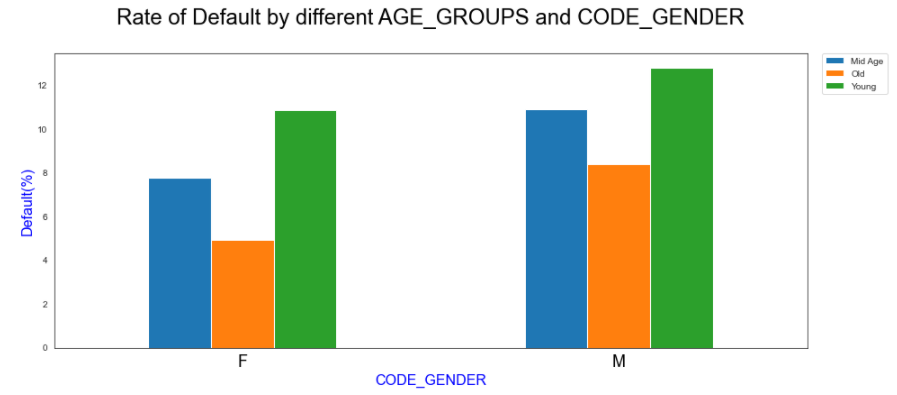 Rate of Default by different AGE_GROUPS and CODE_GENDER
Mid Age
Old
Young
Default(%)
12
10
8
6
4
2
0
F
M
CODE_GENDER